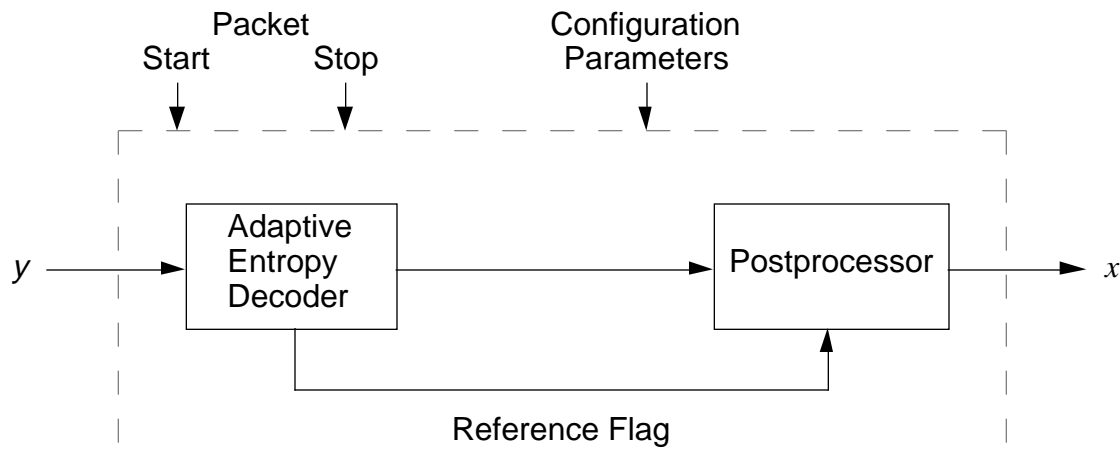 Packet
Start Stop
Configuration
Parameters
Adaptive
Entropy
Decoder
Postprocessor
y
x
Reference Flag